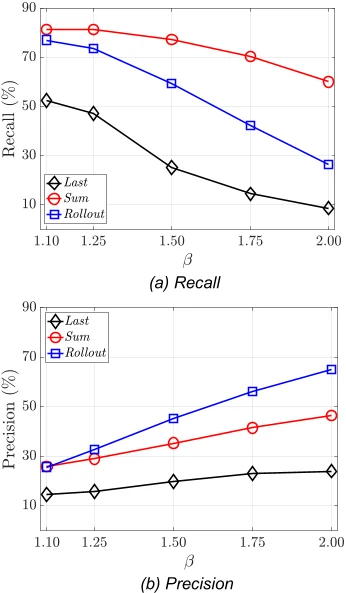 90
70
50
30
10
Recall (%)
Last
Sum
Rollout
1.10 1.25 1.50 1.75 2.00
β
(a) Recall
90
70
50
30
10
Precision (%)
Last
Sum
Rollout
1.10 1.25 1.50 1.75 2.00
β
(b) Precision